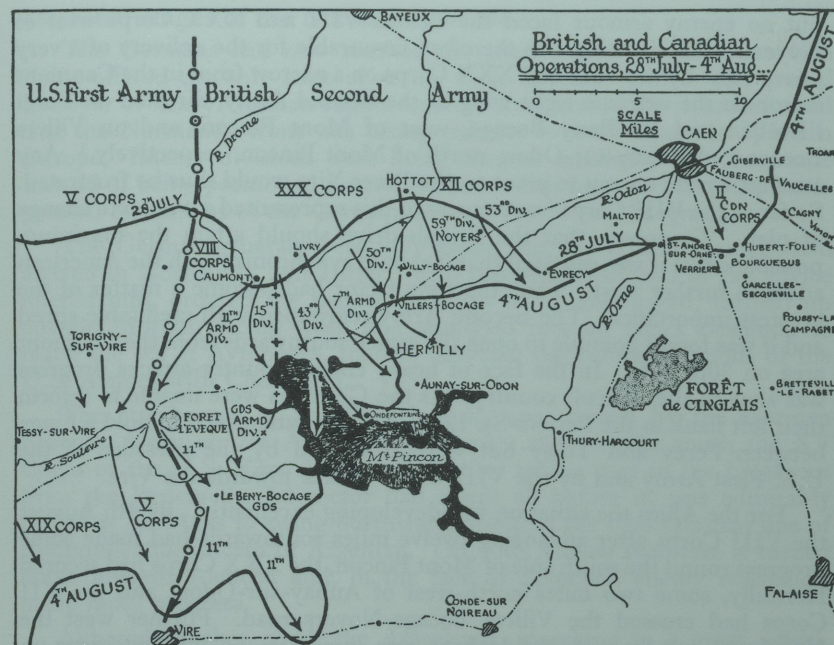 BAYEUX
British and Canadian
Operations, 28TH July - 4TH Aug...
0 5 10
SCALE
Miles
U.S. First Army
British Second Army
R. Drome
4TH AUGUST
CAEN
TROAR
GIBERVILLE
FAUBERG-DE-VAUCELLES
II
CDN
CORPS
CAGNY
R. Odon
MALTOT
HOTTOT
XII CORPS
XXX CORPS
V CORPS
28TH JULY
59TH Div.
NOYERS
53RD Div.
VIII
CORPS
LIVRY
50TH
Div.
28TH JULY
ST ANDRE
SUR ORNE
HUBERT-FOLIE
BOURGUEBUS
VERRIERE
CAUMONT
VILLY-BOCAGE
EVRECY
GARCELLES-
SECQUEVILLE
11TH
ARMD
Div.
15TH
Div.
43RD
Div.
7TH
ARMD
Div.
VILLERS-BOCAGE
4TH AUGUST
R. Orne
POUSSY-LA
CAMPAGNE
TORIGNY-
SUR-VIRE
HERMILLY
AUNAY-SUR-ODON
FORÊT
de CINGLAIS
BRETTEVILLE
-LE-RABET
GDS
ARMD
Div. x
ONDEFONTAINE
FORET
L'EVEQUE
TESSY-SUR-VIRE
R. Soulevre
11TH
Mt Pincon
THURY-HARCOURT
LE BENY-BOCAGE
GDS
XIX CORPS
V
CORPS
11TH
11TH
4TH AUGUST
VIRE
CONDE-SUR
NOIREAU
FALAISE